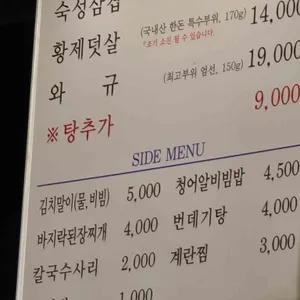 숙성삼겹
(국내산 한돈 특수부위, 170g) 14,000
황제덧살
*조기 소진 될 수 있습니다.
와 규 (최고부위 엄선, 150g) 19,000
※탕추가 9,000
SIDE MENU
김치말이(물,비빔) 5,000 청어알비빔밥 4,500
바지락된장찌개 4,000 번데기탕 4,000
칼국수사리 2,000 계란찜 3,000
1,000